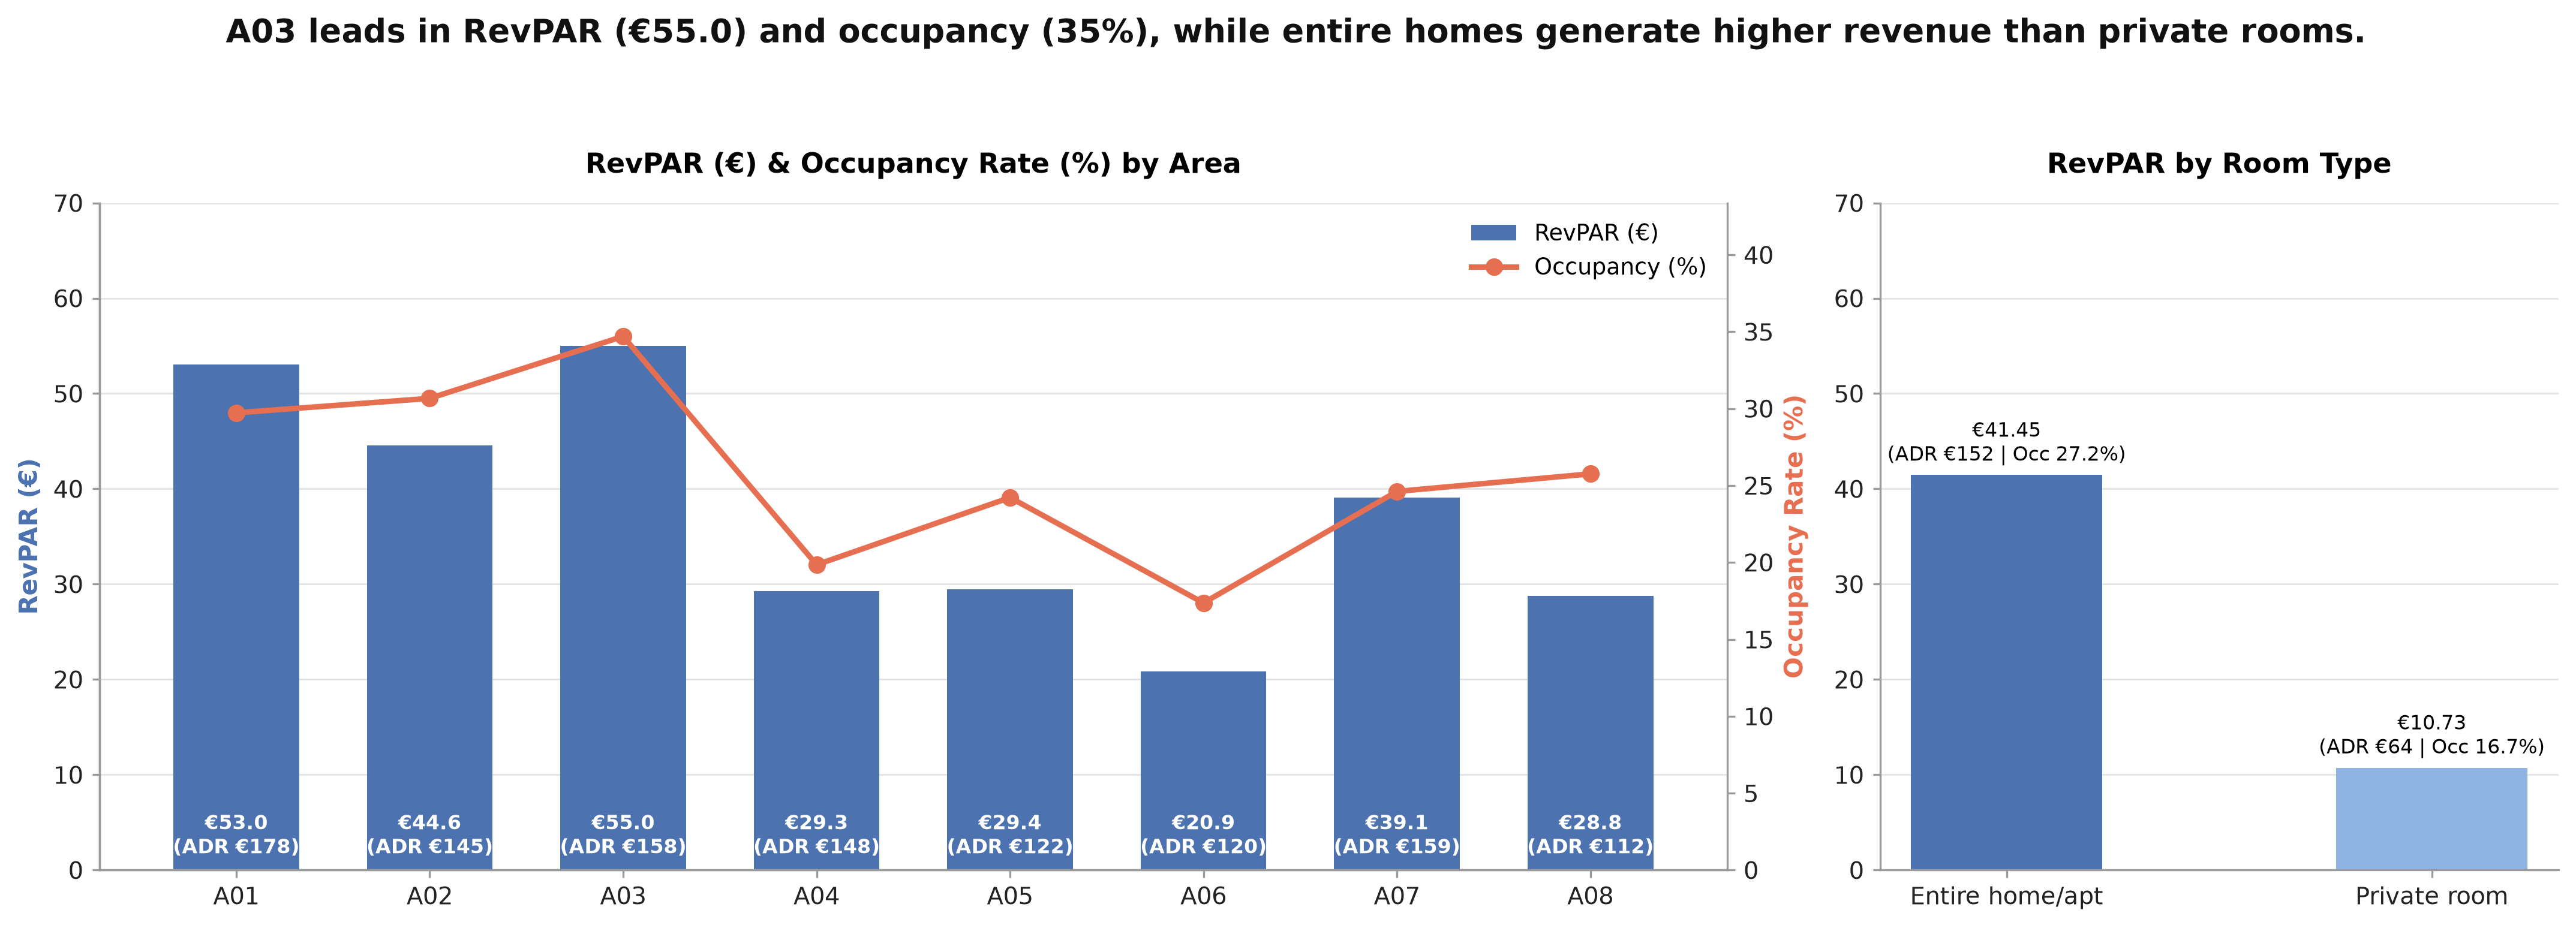 A03 leads in RevPAR (€55.0) and occupancy (35%), while entire homes generate higher revenue than private rooms.
RevPAR (€) & Occupancy Rate (%) by Area
RevPAR (€)
70
60
50
40
30
20
10
0
RevPAR (€)
Occupancy (%)
€53.0
(ADR €178)
€44.6
(ADR €145)
€55.0
(ADR €158)
€29.3
(ADR €148)
€29.4
(ADR €122)
€20.9
(ADR €120)
€39.1
(ADR €159)
€28.8
(ADR €112)
A01
A02
A03
A04
A05
A06
A07
A08
40
35
30
25
20
15
10
5
0
Occupancy Rate (%)
RevPAR by Room Type
70
60
50
40
30
20
10
0
€41.45
(ADR €152 | Occ 27.2%)
€10.73
(ADR €64 | Occ 16.7%)
Entire home/apt
Private room